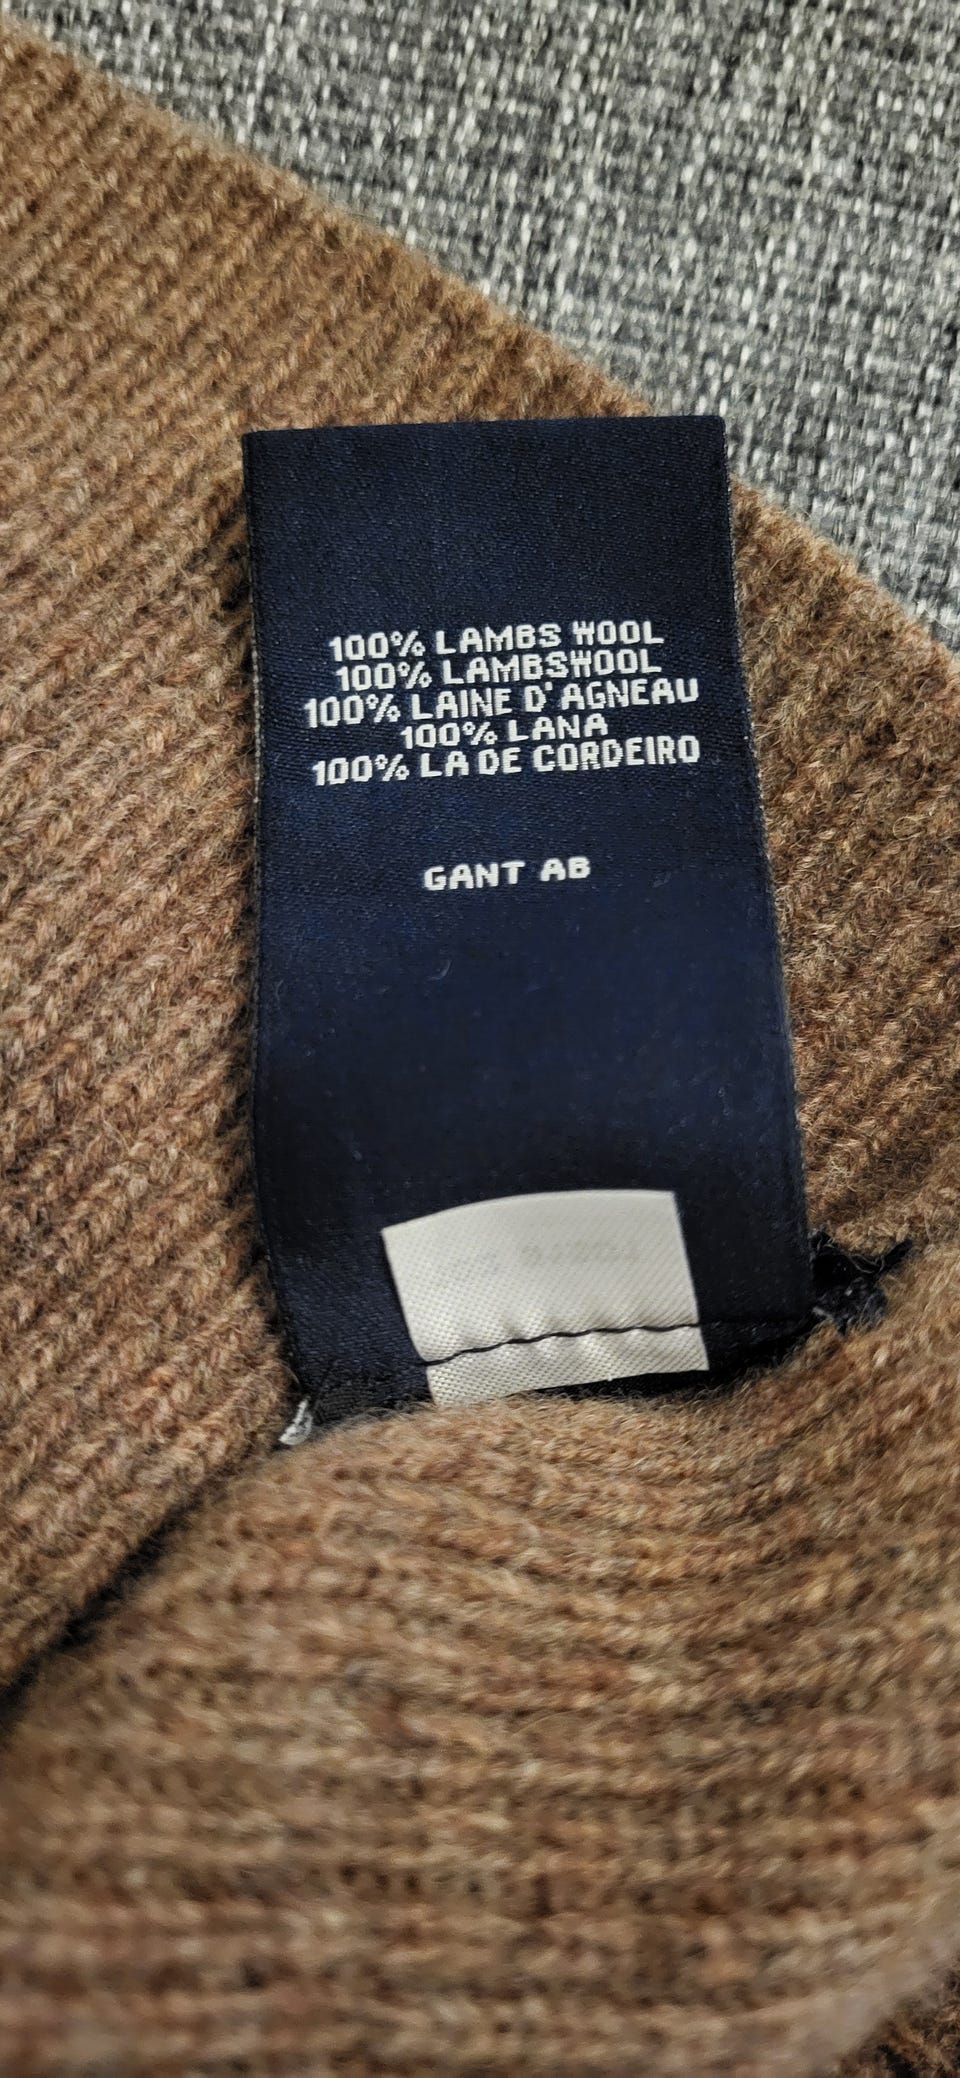 100% LAMBS WOOL
100% LAMBSWOOL
100% LAINE D'AGNEAU
100% LANA
100% LA DE CORDEIRO
GANT AB